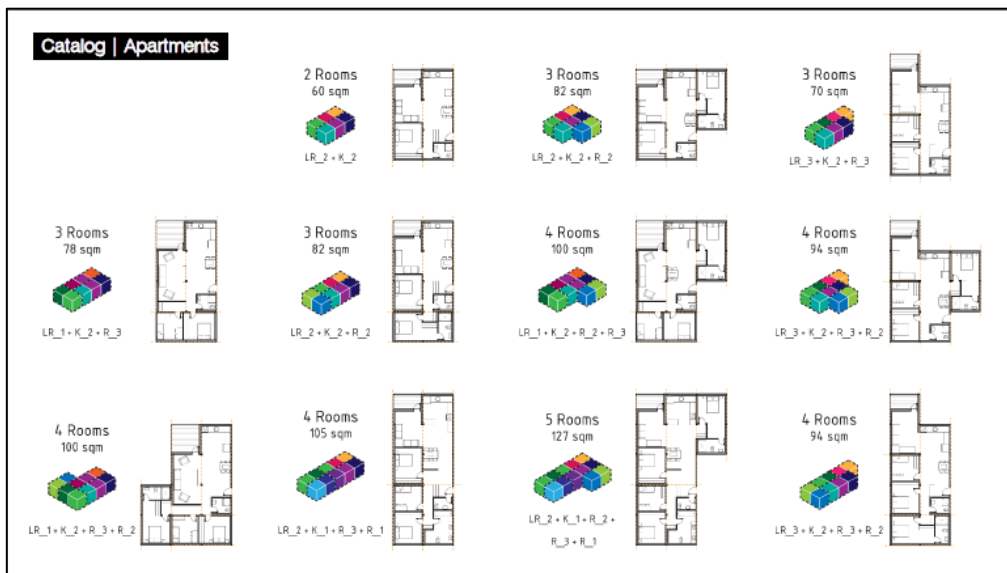 Catalog | Apartments
2 Rooms
60 sqm
LR_2 + K_2
3 Rooms
82 sqm
LR_2 + K_2 + R_2
3 Rooms
70 sqm
LR_3 + K_2 + R_3
3 Rooms
78 sqm
LR_1 + K_2 + R_3
3 Rooms
82 sqm
LR_2 + K_2 + R_2
4 Rooms
100 sqm
LR_1 + K_2 + R_2 + R_3
4 Rooms
94 sqm
LR_3 + K_2 + R_3 + R_2
4 Rooms
100 sqm
LR_1 + K_2 + R_3 + R_2
4 Rooms
105 sqm
LR_2 + K_1 + R_3 + R_1
5 Rooms
127 sqm
LR_2 + K_1 + R_2 +
R_3 + R_1
4 Rooms
94 sqm
LR_3 + K_2 + R_3 + R_2